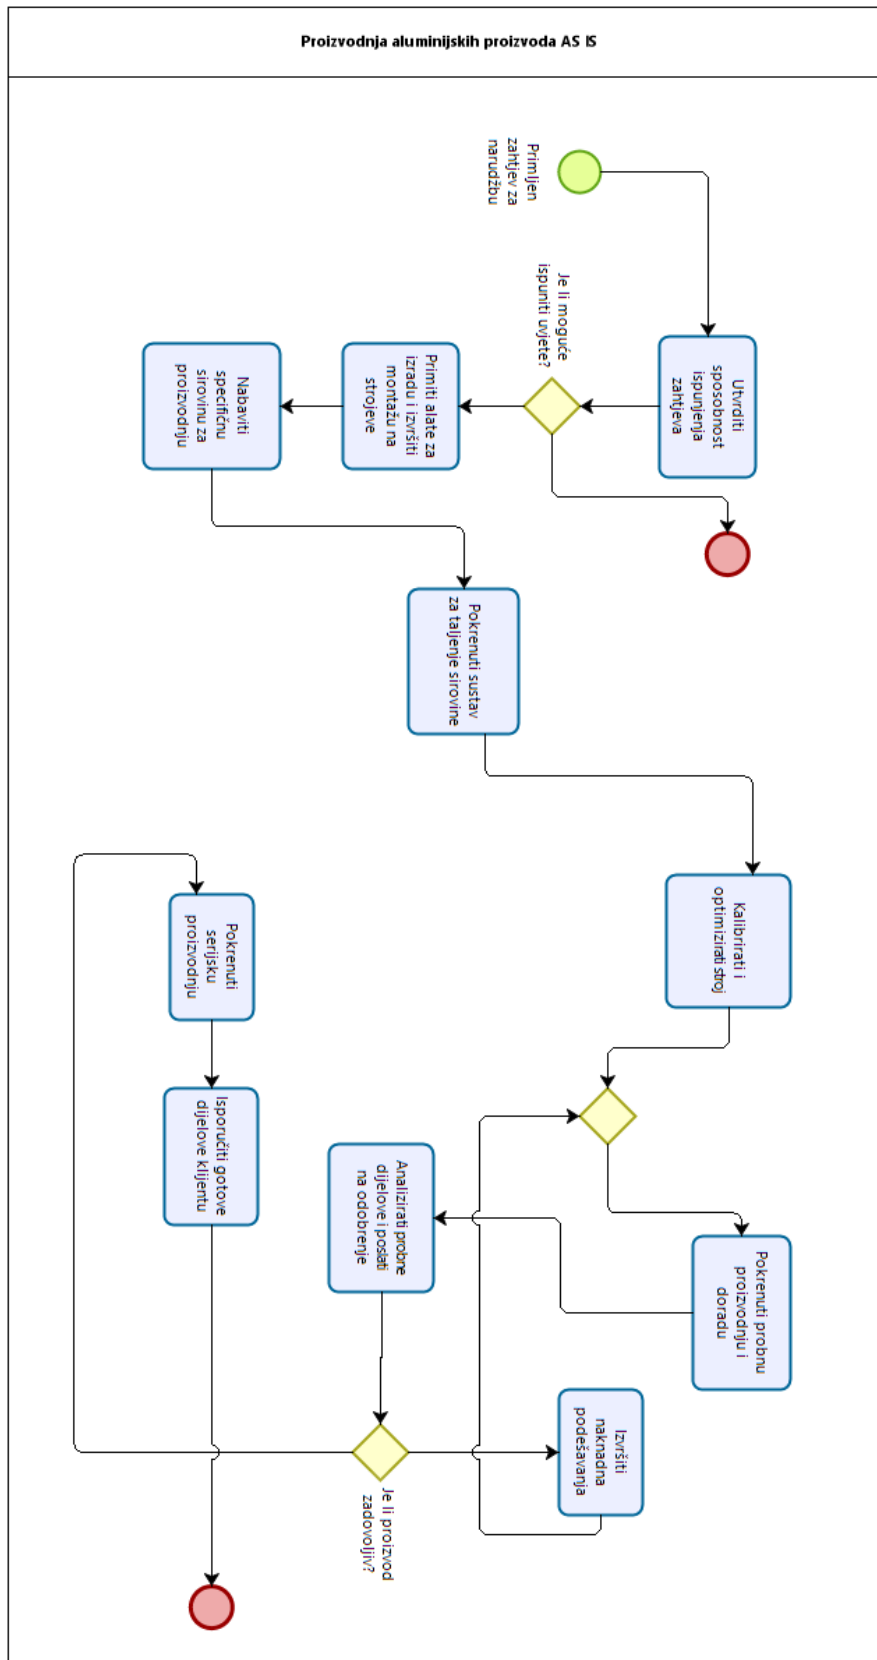 Proizvodnja aluminijskih proizvoda AS IS
Primljen
zahtjev za
narudžbu
Utvrditi
sposobnost
ispunjenja
zahtjeva
Je li moguće
ispuniti uvjete?
Primiti alate za
izradu i izvršiti
montažu na
strojeve
Nabaviti
specifičnu
sirovinu za
proizvodnju
Pokrenuti sustav
za taljenje sirovine
Kalibrirati i
optimizirati stroj
Pokrenuti probnu
proizvodnju i
doradu
Analizirati probne
dijelove i poslati
na odobrenje
Je li proizvod
zadovoljiv?
Izvršiti
naknadna
podešavanja
Pokrenuti
serijsku
proizvodnju
Isporučiti gotove
dijelove klijentu